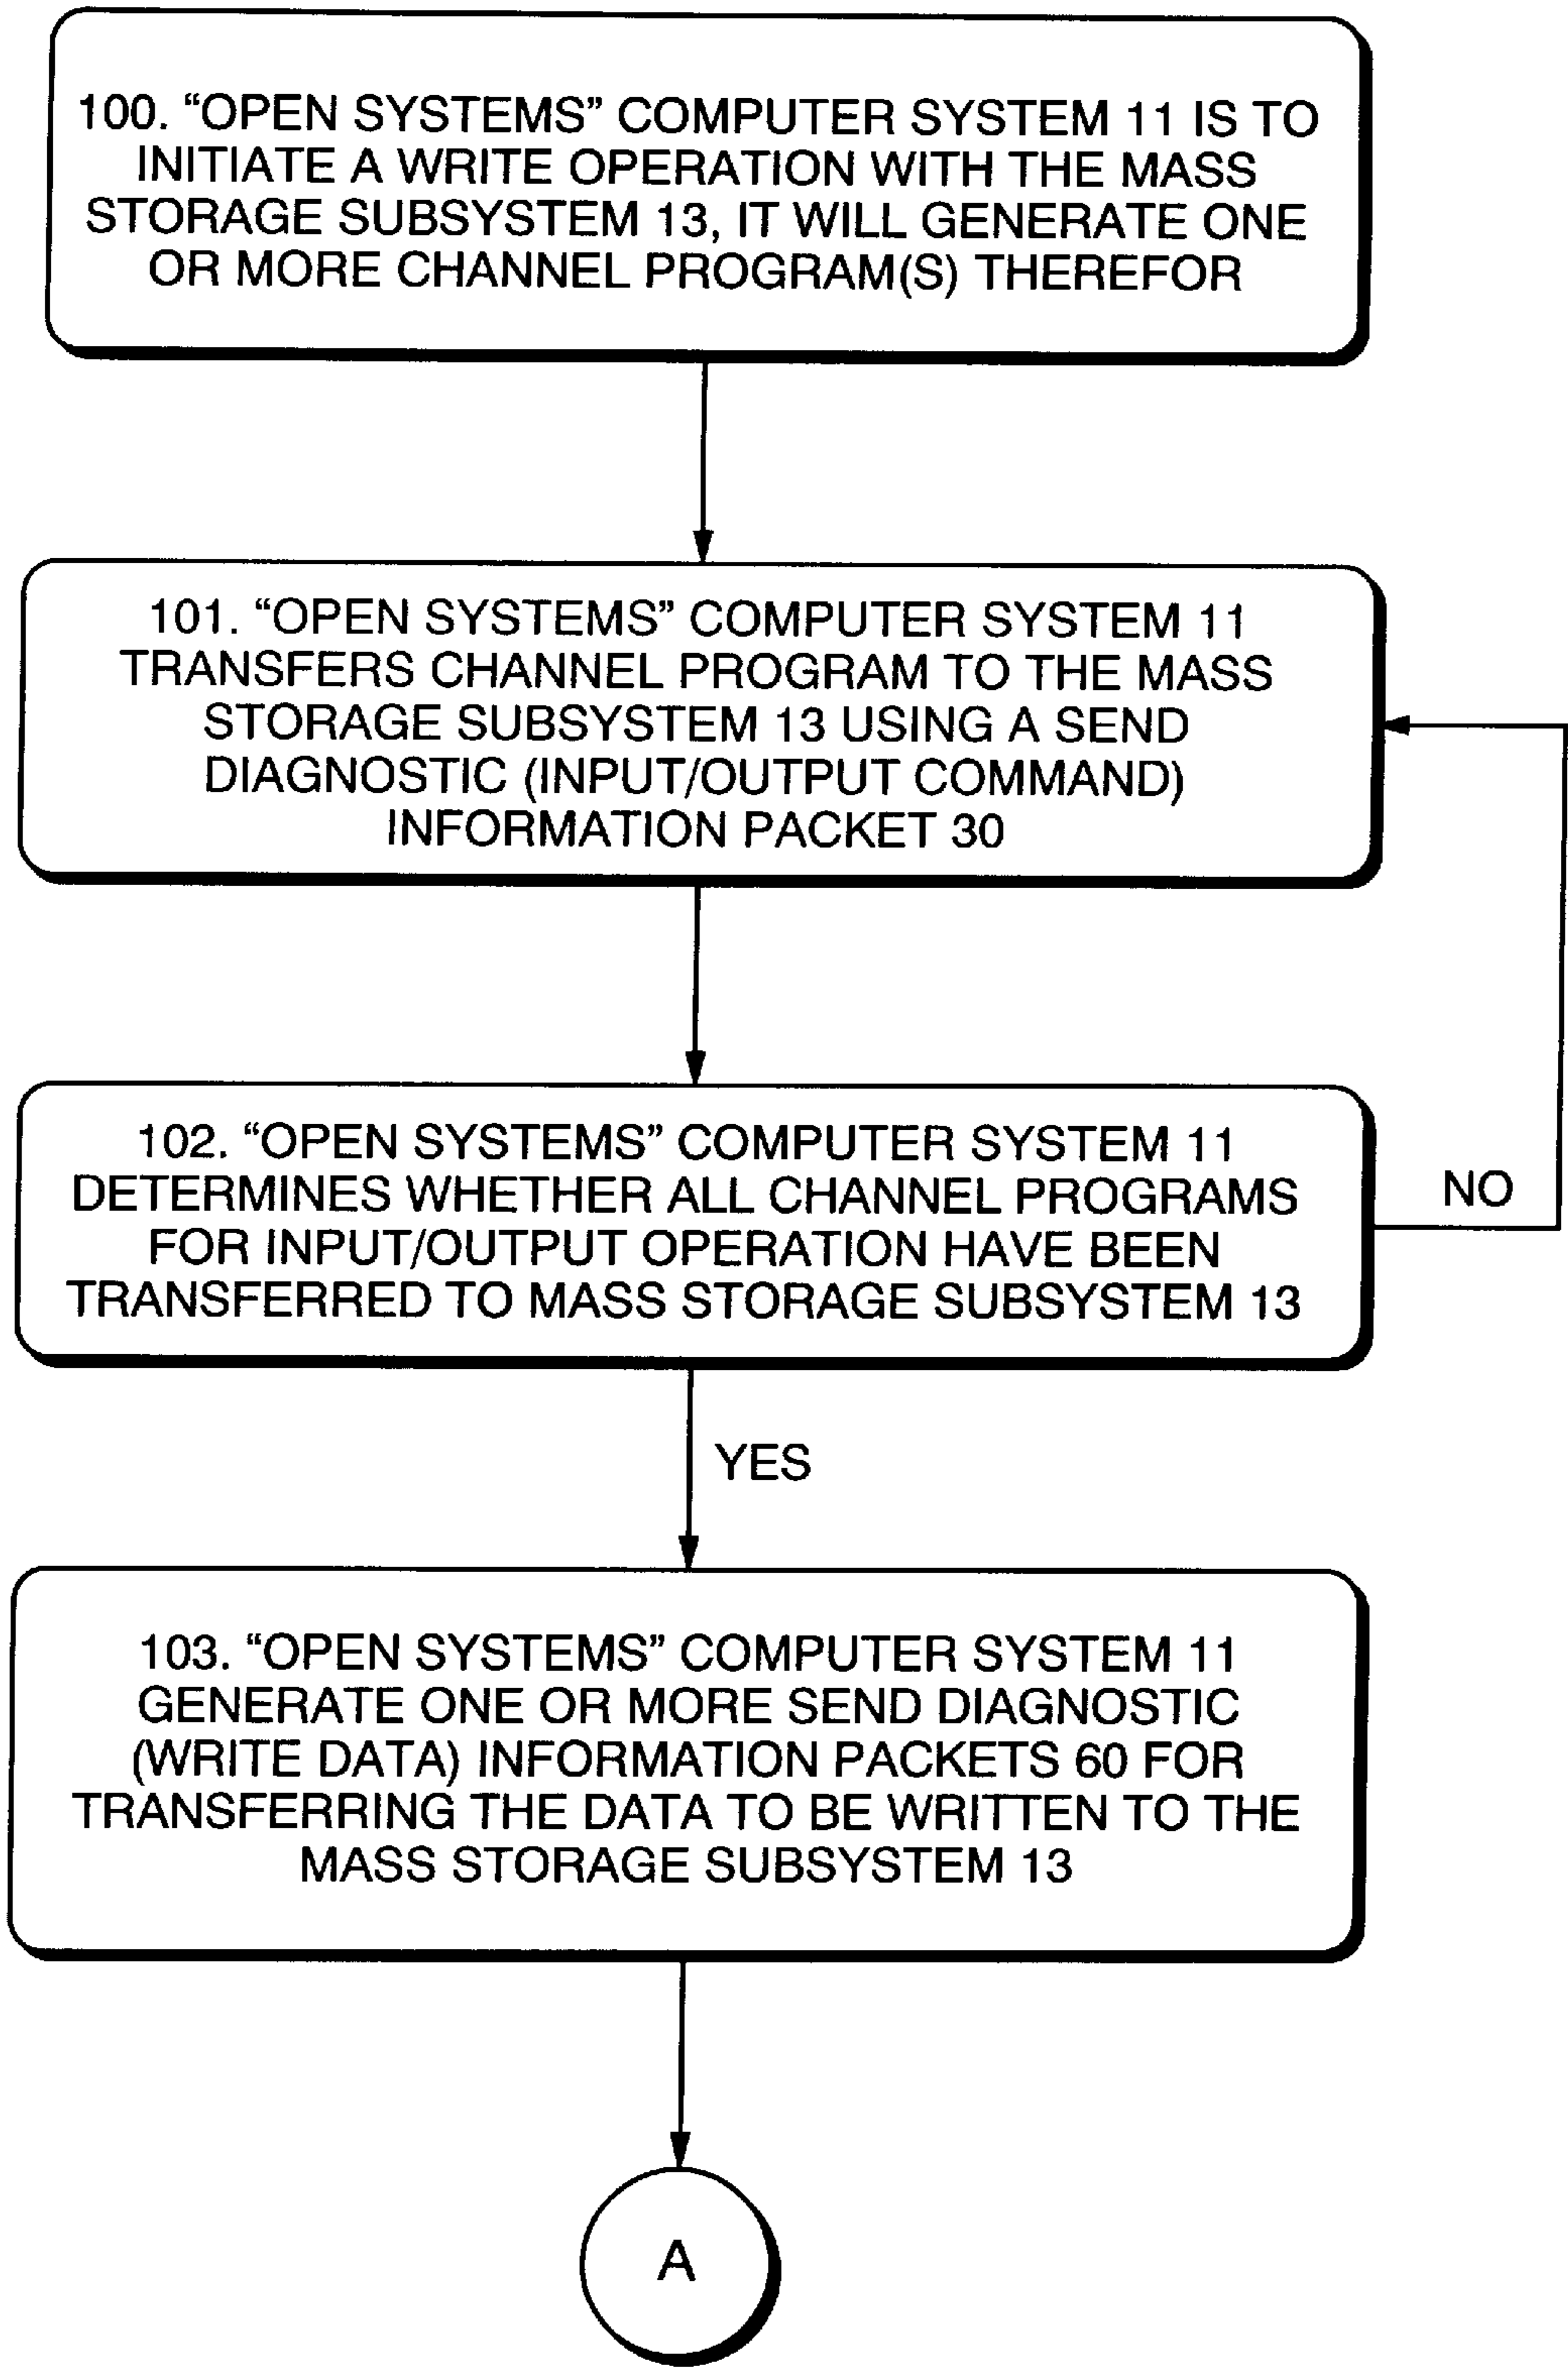 100. “OPEN SYSTEMS” COMPUTER SYSTEM 11 IS TO
INITIATE A WRITE OPERATION WITH THE MASS
STORAGE SUBSYSTEM 13, IT WILL GENERATE ONE
OR MORE CHANNEL PROGRAM(S) THEREFOR
101. “OPEN SYSTEMS” COMPUTER SYSTEM 11
TRANSFERS CHANNEL PROGRAM TO THE MASS
STORAGE SUBSYSTEM 13 USING A SEND
DIAGNOSTIC (INPUT/OUTPUT COMMAND)
INFORMATION PACKET 30
102. “OPEN SYSTEMS” COMPUTER SYSTEM 11
DETERMINES WHETHER ALL CHANNEL PROGRAMS
FOR INPUT/OUTPUT OPERATION HAVE BEEN
TRANSFERRED TO MASS STORAGE SUBSYSTEM 13
NO
YES
103. “OPEN SYSTEMS” COMPUTER SYSTEM 11
GENERATE ONE OR MORE SEND DIAGNOSTIC
(WRITE DATA) INFORMATION PACKETS 60 FOR
TRANSFERRING THE DATA TO BE WRITTEN TO THE
MASS STORAGE SUBSYSTEM 13
A